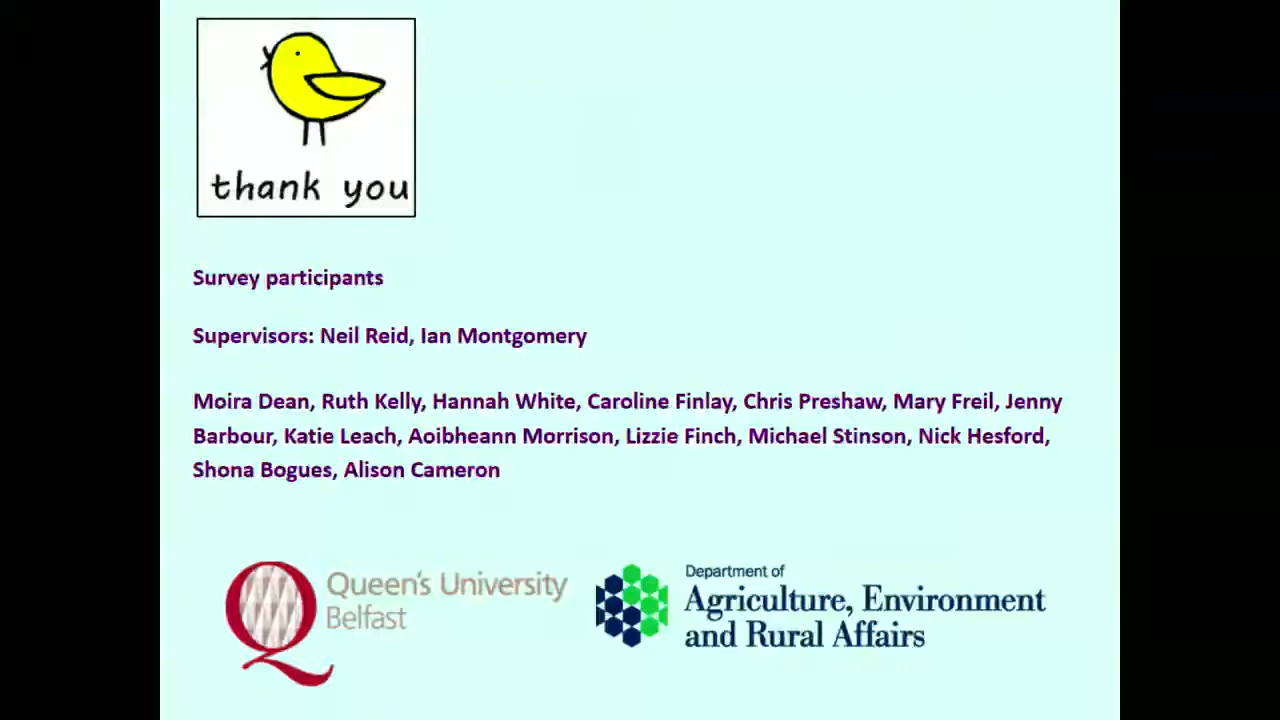 thank you
Survey participants
Supervisors: Neil Reid, Ian Montgomery
Moira Dean, Ruth Kelly, Hannah White, Caroline Finlay, Chris Preshaw, Mary Freil, Jenny
Barbour, Katie Leach, Aoibheann Morrison, Lizzie Finch, Michael Stinson, Nick Hesford,
Shona Bogues, Alison Cameron
Queen's University
Belfast
Department of
Agriculture, Environment
and Rural Affairs